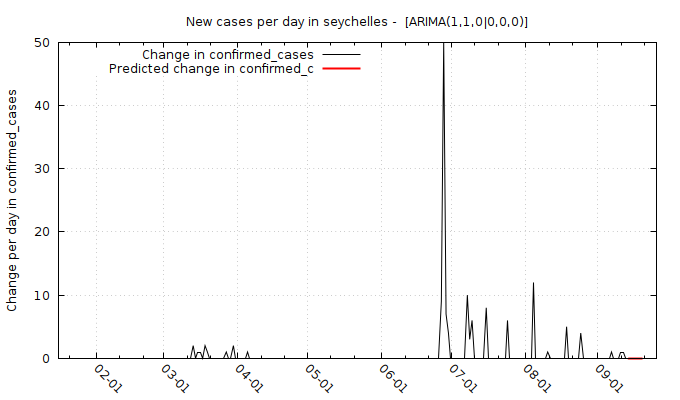 New cases per day in seychelles -  [ARIMA(1,1,0|0,0,0)]
Change in confirmed_cases
Predicted change in confirmed_c
Change per day in confirmed_cases
50
40
30
20
10
0
02-01 03-01 04-01 05-01 06-01 07-01 08-01 09-01